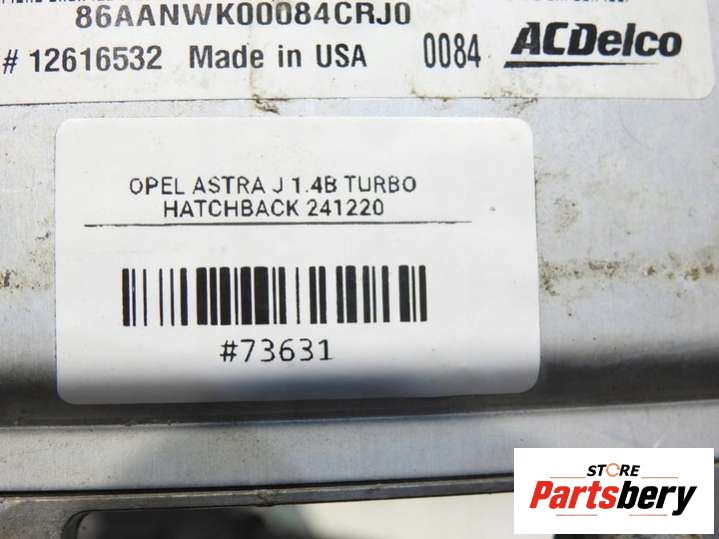 86AANWK00084CRJ0
# 12616532 Made in USA 0084 ACDelco
OPEL ASTRA J 1.4B TURBO
HATCHBACK 241220
#73631
STORE
Partsbery